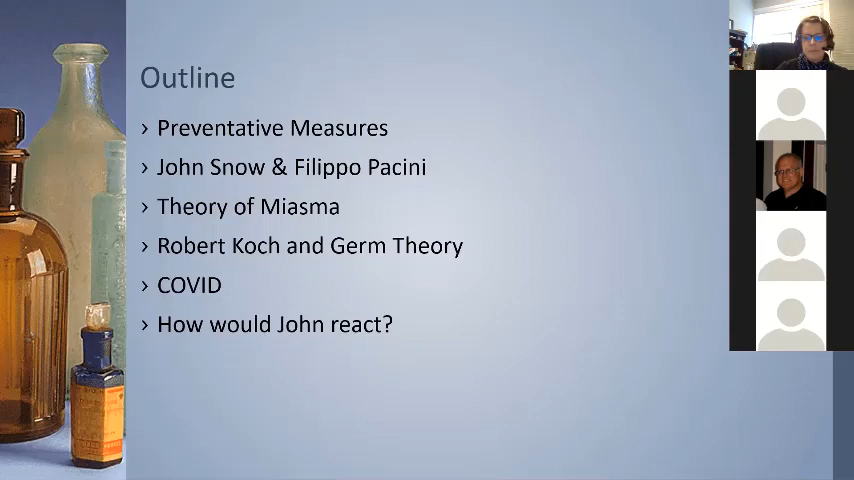 Outline
› Preventative Measures
› John Snow & Filippo Pacini
› Theory of Miasma
› Robert Koch and Germ Theory
› COVID
› How would John react?